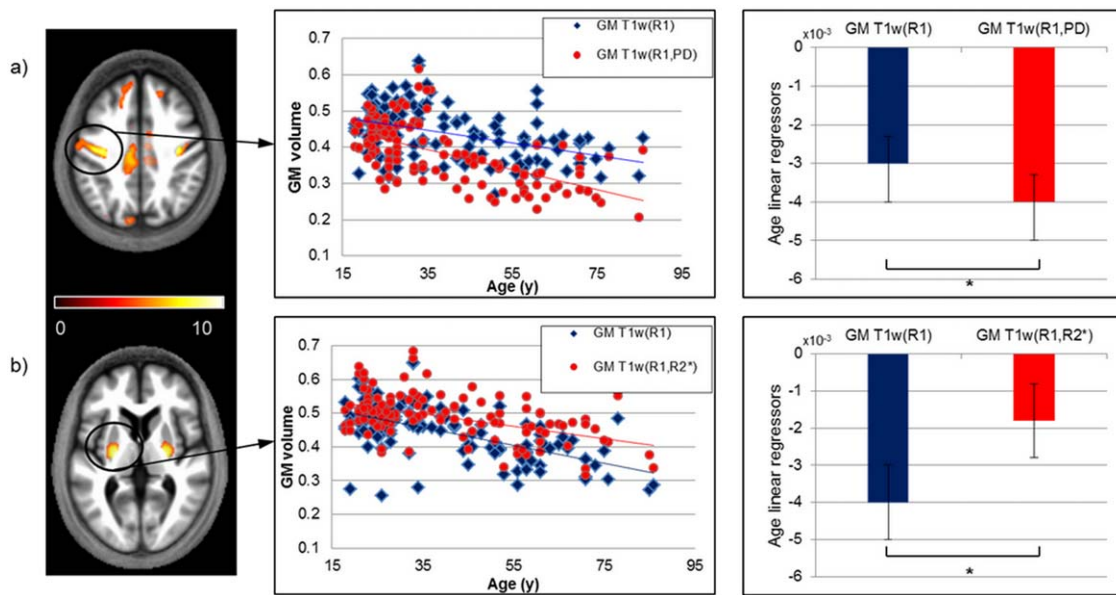 a)
0 10
GM volume
0.7
0.6
0.5
0.4
0.3
0.2
0.1
15 35 55 75 95
Age (y)
GM T1w(R1)
GM T1w(R1,PD)
x10⁻³ GM T1w(R1) GM T1w(R1,PD)
Age linear regressors
0
-1
-2
-3
-4
-5
-6
*
b)
GM volume
0.7
0.6
0.5
0.4
0.3
0.2
0.1
15 35 55 75 95
Age (y)
GM T1w(R1)
GM T1w(R1,R2*)
x10⁻³ GM T1w(R1) GM T1w(R1,R2*)
Age linear regressors
0
-1
-2
-3
-4
-5
-6
*